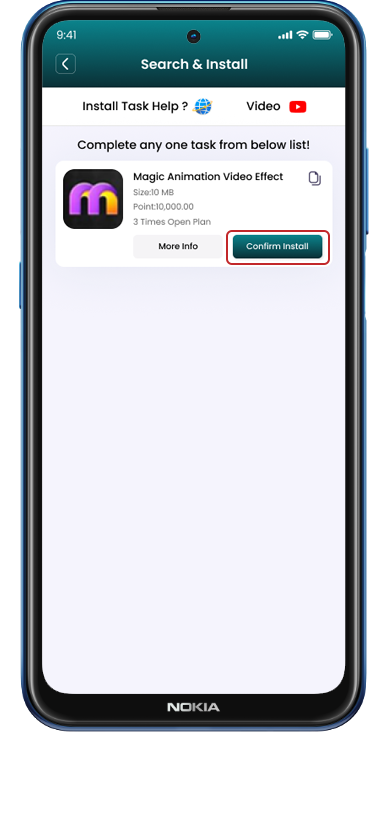 9:41
Search & Install
Install Task Help ? Video
Complete any one task from below list!
Magic Animation Video Effect
Size:10 MB
Point:10,000.00
3 Times Open Plan
More Info Confirm Install
NOKIA